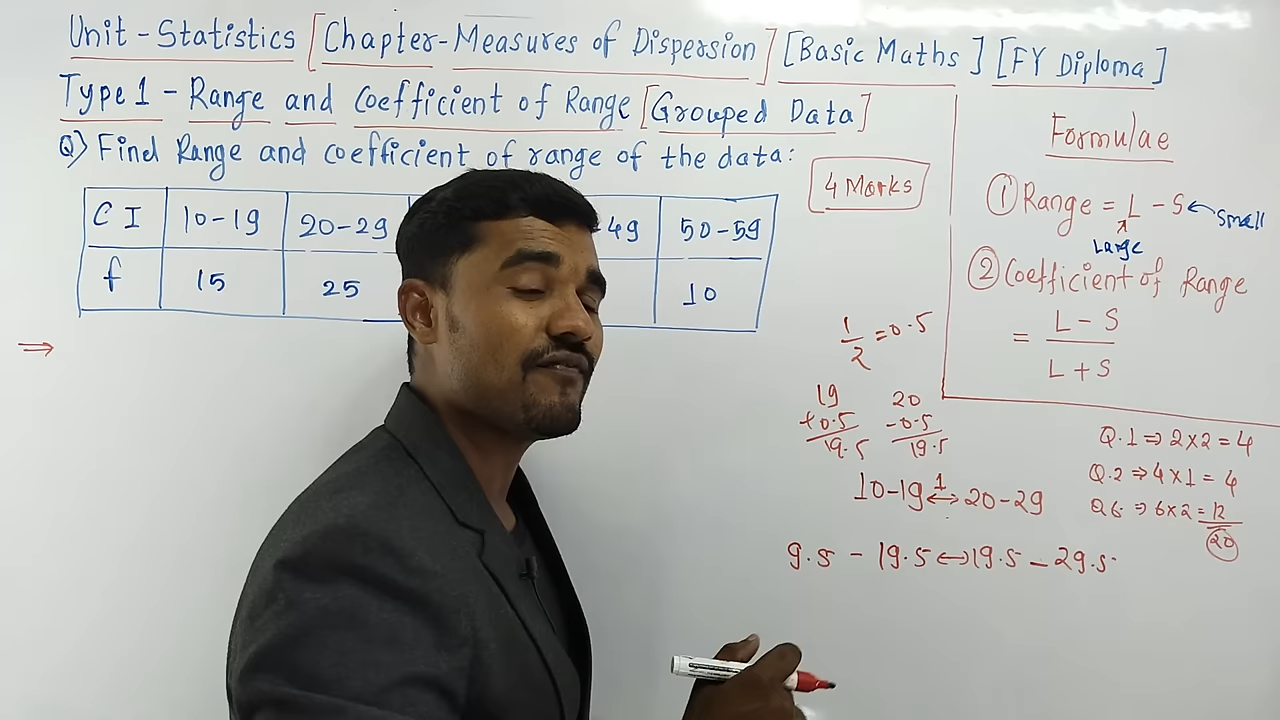 Unit - Statistics [Chapter-Measures of Dispersion] [Basic Maths] [FY Diploma]
Type 1 - Range and Coefficient of Range [Grouped Data]
Q) Find Range and coefficient of range of the data:
4 Marks
CI 10-19 20-29 49 50-59
f 15 25 10
⇒
Formulae
① Range = L - S ← Small
Large
② Coefficient of Range
= L - S / L + S
1/2 = 0.5
19 20
+0.5 -0.5
19.5 19.5
10-19 ↔ 1 20-29
9.5 - 19.5 ↔ 19.5 - 29.5
Q.1 ⇒ 2×2 = 4
Q.2 ⇒ 4×1 = 4
Q6. ⇒ 6×2 = 12
20